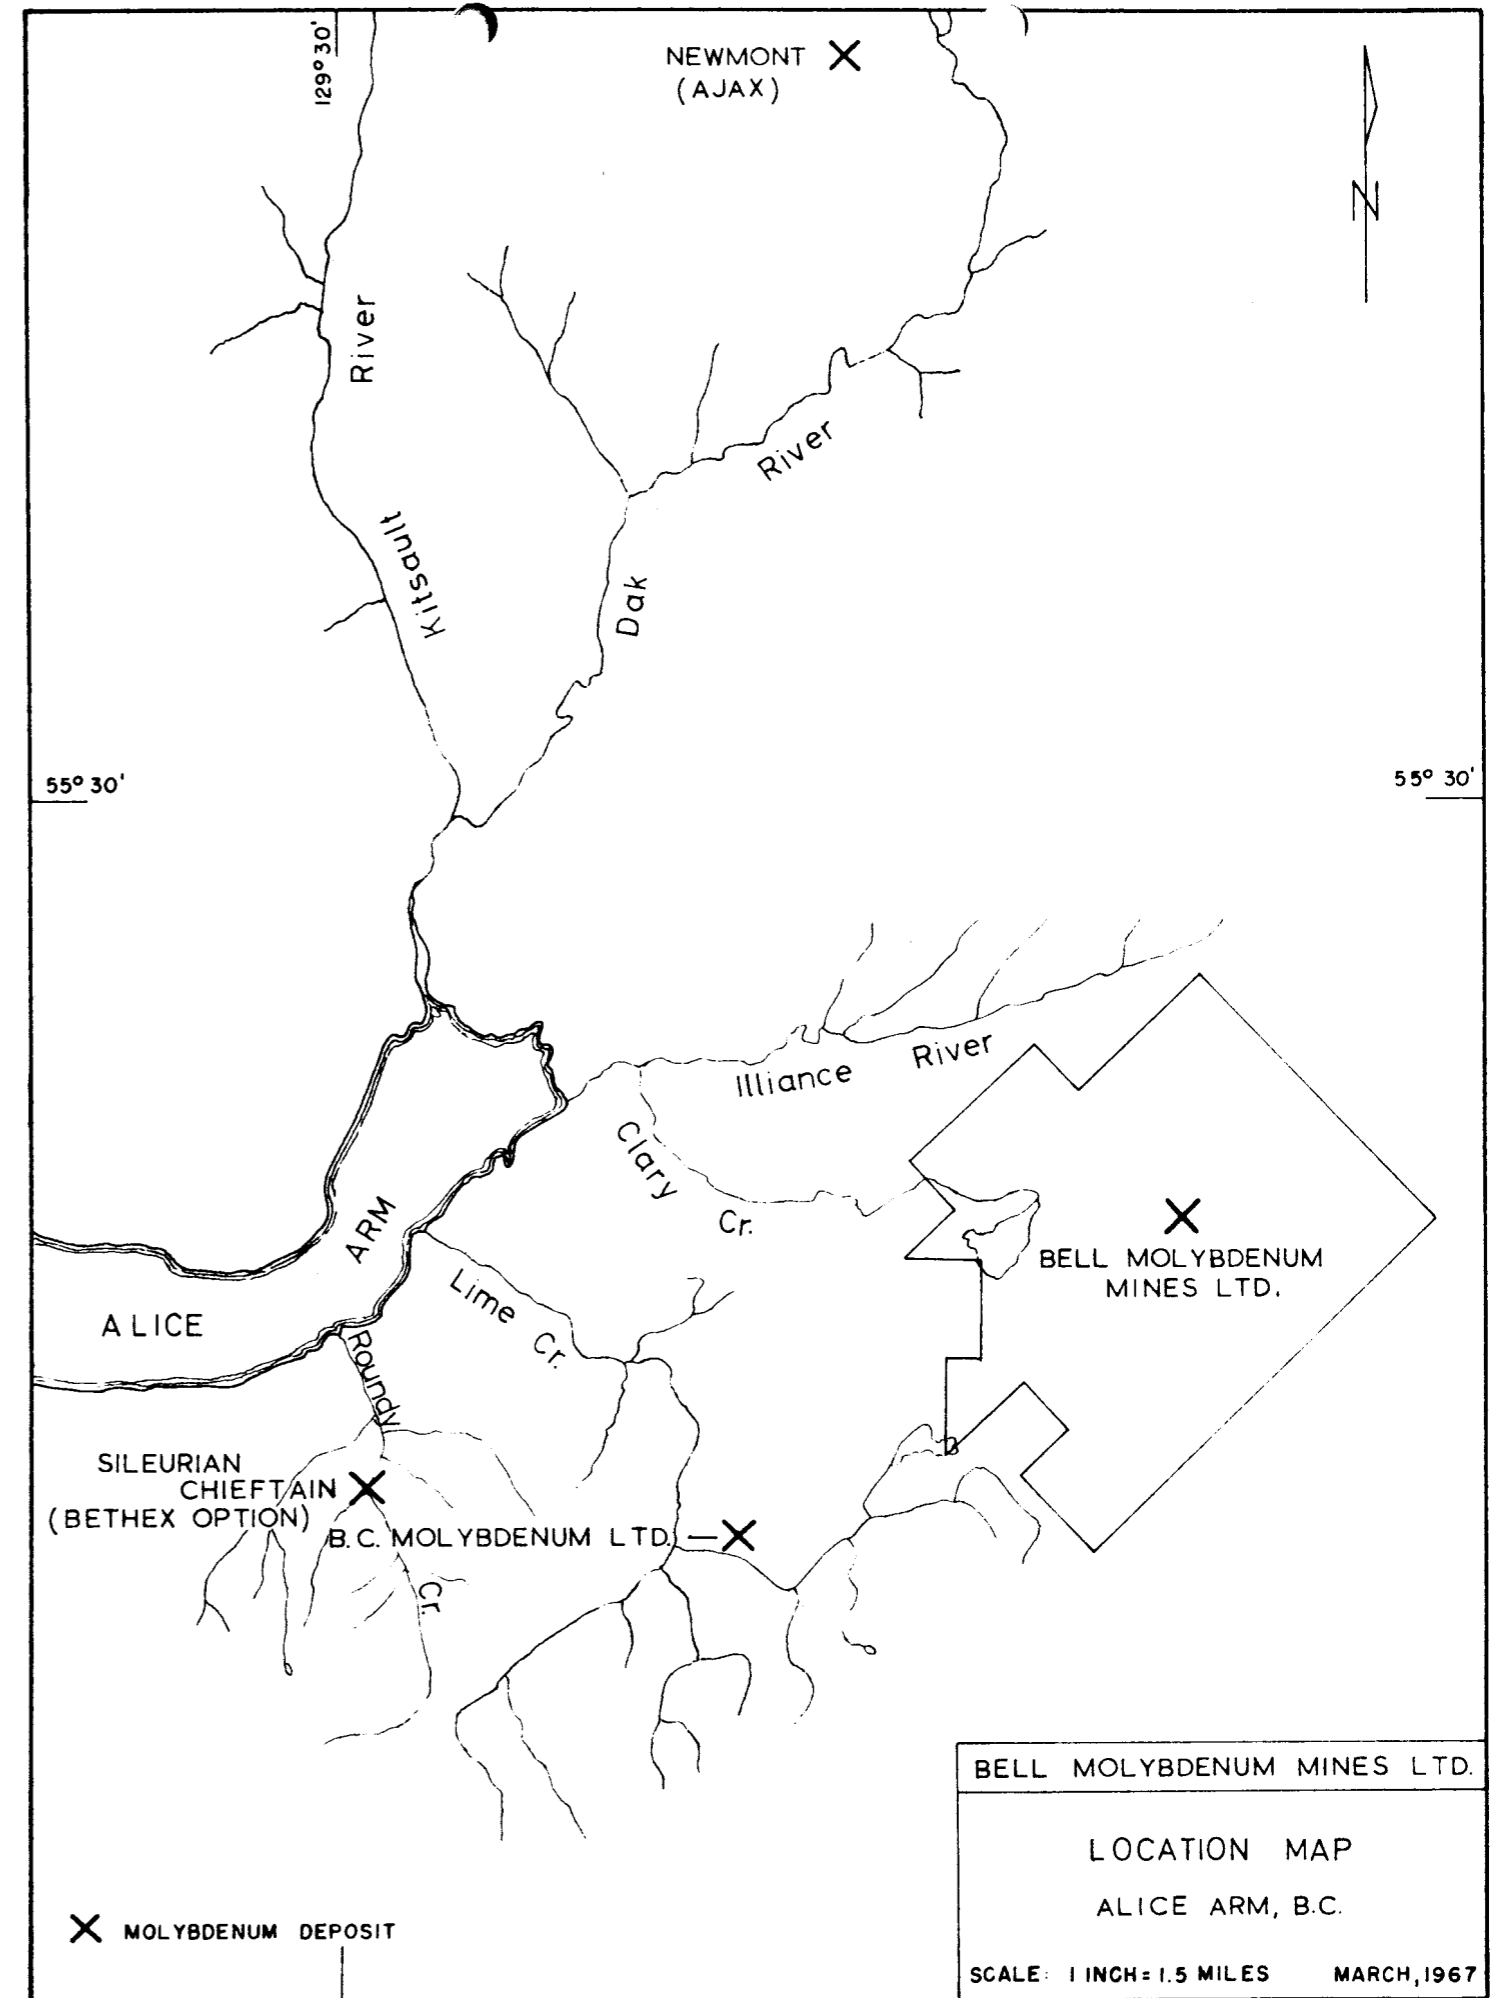 129° 30'
NEWMONT
(AJAX)
N
River
River
Kitsault
Dak
55° 30'
55° 30'
Illiance River
Clary Cr.
ARM
ALICE
Lime Cr.
BELL MOLYBDENUM
MINES LTD.
Roundy
SILEURIAN
CHIEFTAIN
(BETHEX OPTION)
B.C. MOLYBDENUM LTD.
Cr.
BELL MOLYBDENUM MINES LTD.
LOCATION MAP
ALICE ARM, B.C.
SCALE: 1 INCH = 1.5 MILES MARCH, 1967
MOLYBDENUM DEPOSIT